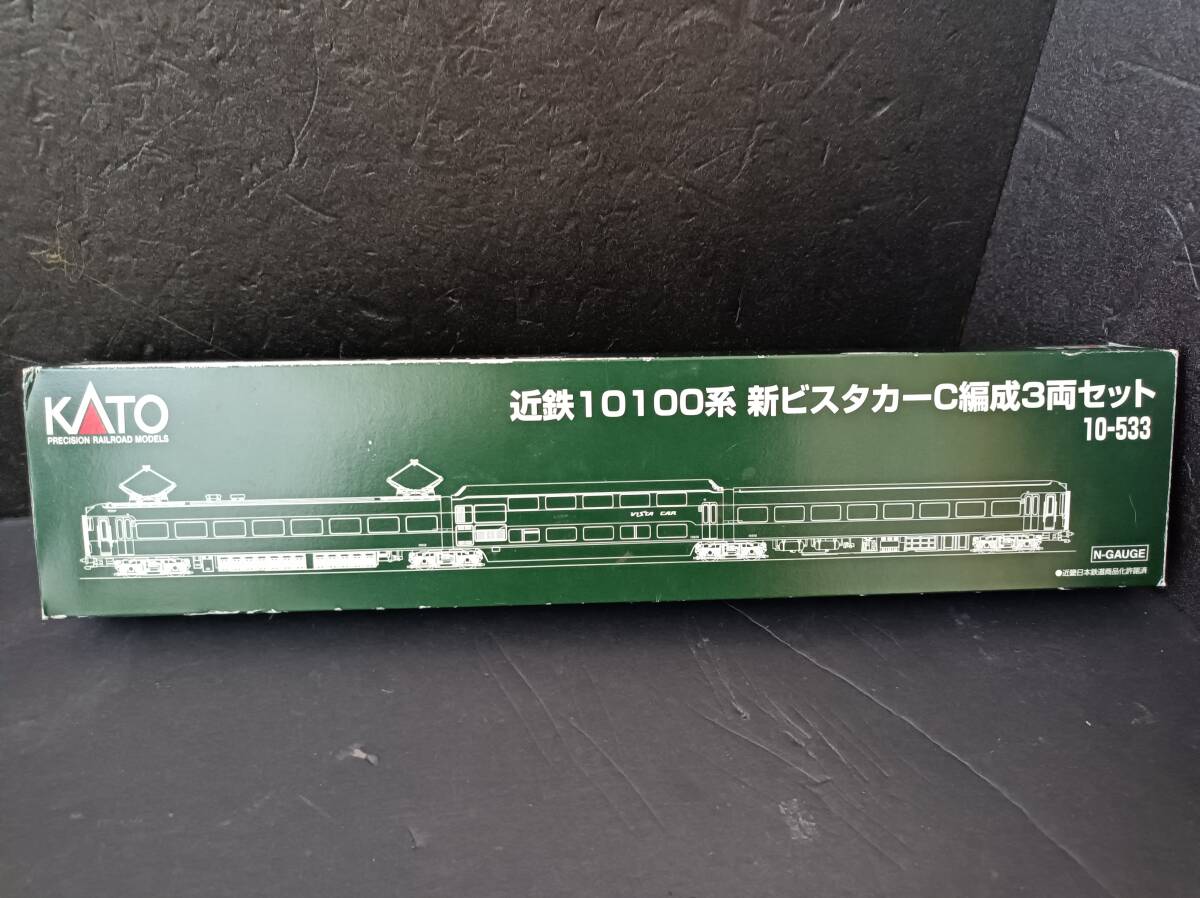 KATO
PRECISION RAILROAD MODELS
近鉄10100系 新ビスタカーC編成3両セット
10-533
VISTA CAR
N-GAUGE
●近畿日本鉄道商品化許諾済